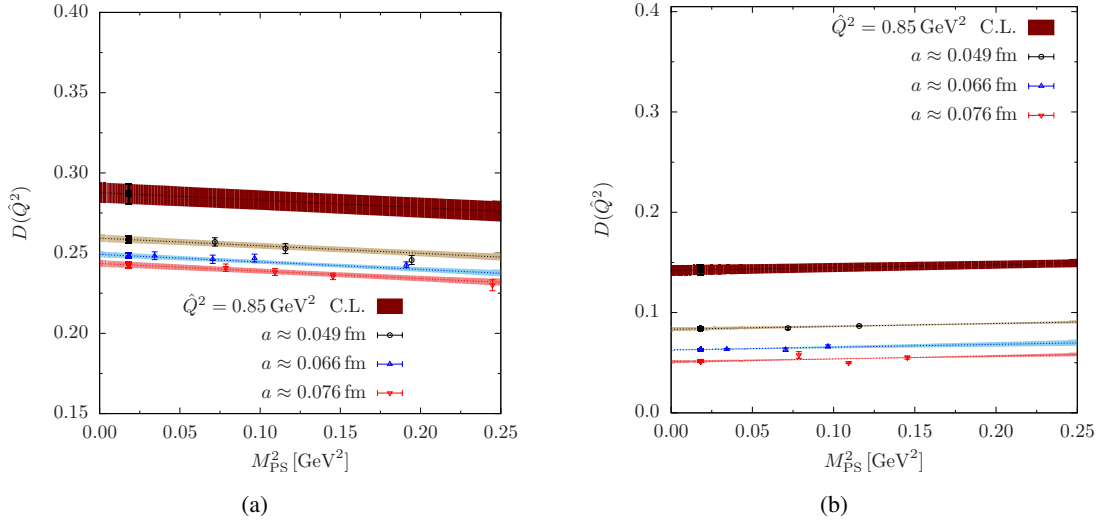 0.40
0.35
0.30
0.25
0.20
0.15
D(Q̂²)
Q̂² = 0.85 GeV² C.L.
a ≈ 0.049 fm
a ≈ 0.066 fm
a ≈ 0.076 fm
0.00 0.05 0.10 0.15 0.20 0.25
M²_PS [GeV²]
(a)
0.4
0.3
0.2
0.1
0.0
D(Q̂²)
Q̂² = 0.85 GeV² C.L.
a ≈ 0.049 fm
a ≈ 0.066 fm
a ≈ 0.076 fm
0.00 0.05 0.10 0.15 0.20 0.25
M²_PS [GeV²]
(b)